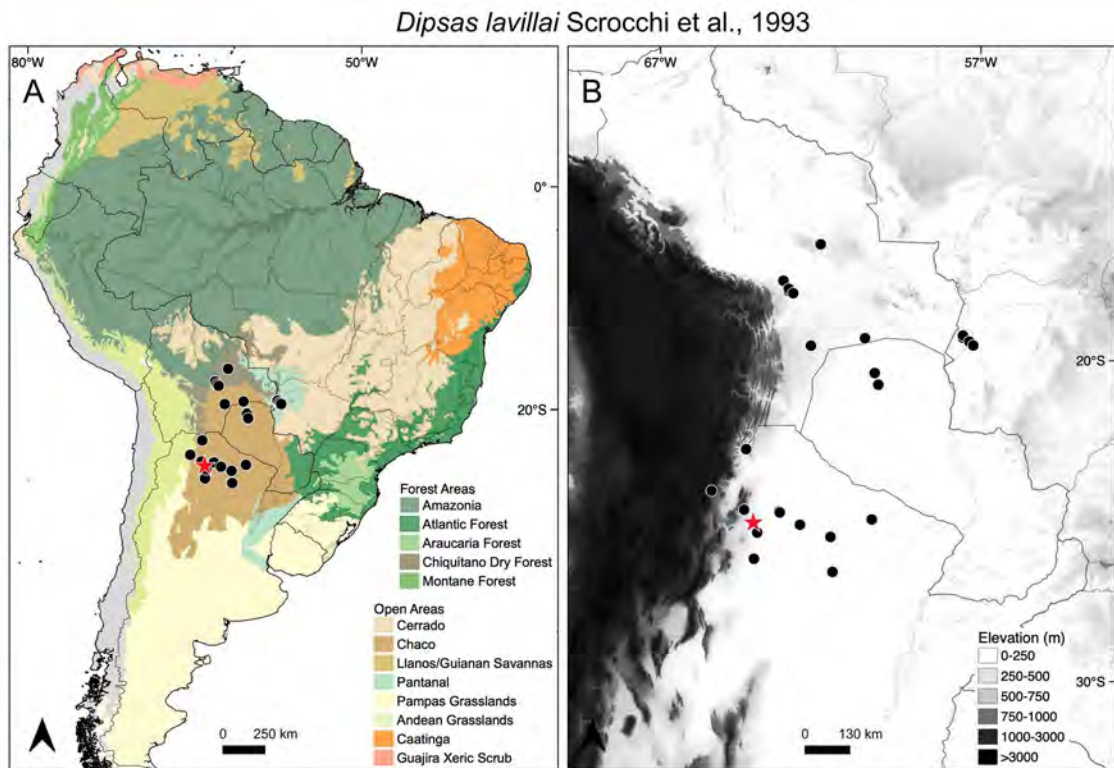 Dipsas lavillai Scrocchi et al., 1993
A
80°W
50°W
0°
20°S
Forest Areas
Amazonia
Atlantic Forest
Araucaria Forest
Chiquitano Dry Forest
Montane Forest
Open Areas
Cerrado
Chaco
Llanos/Guianan Savannas
Pantanal
Pampas Grasslands
Andean Grasslands
Caatinga
Guajira Xeric Scrub
0 250 km
B
67°W
57°W
20°S
30°S
Elevation (m)
0-250
250-500
500-750
750-1000
1000-3000
>3000
0 130 km